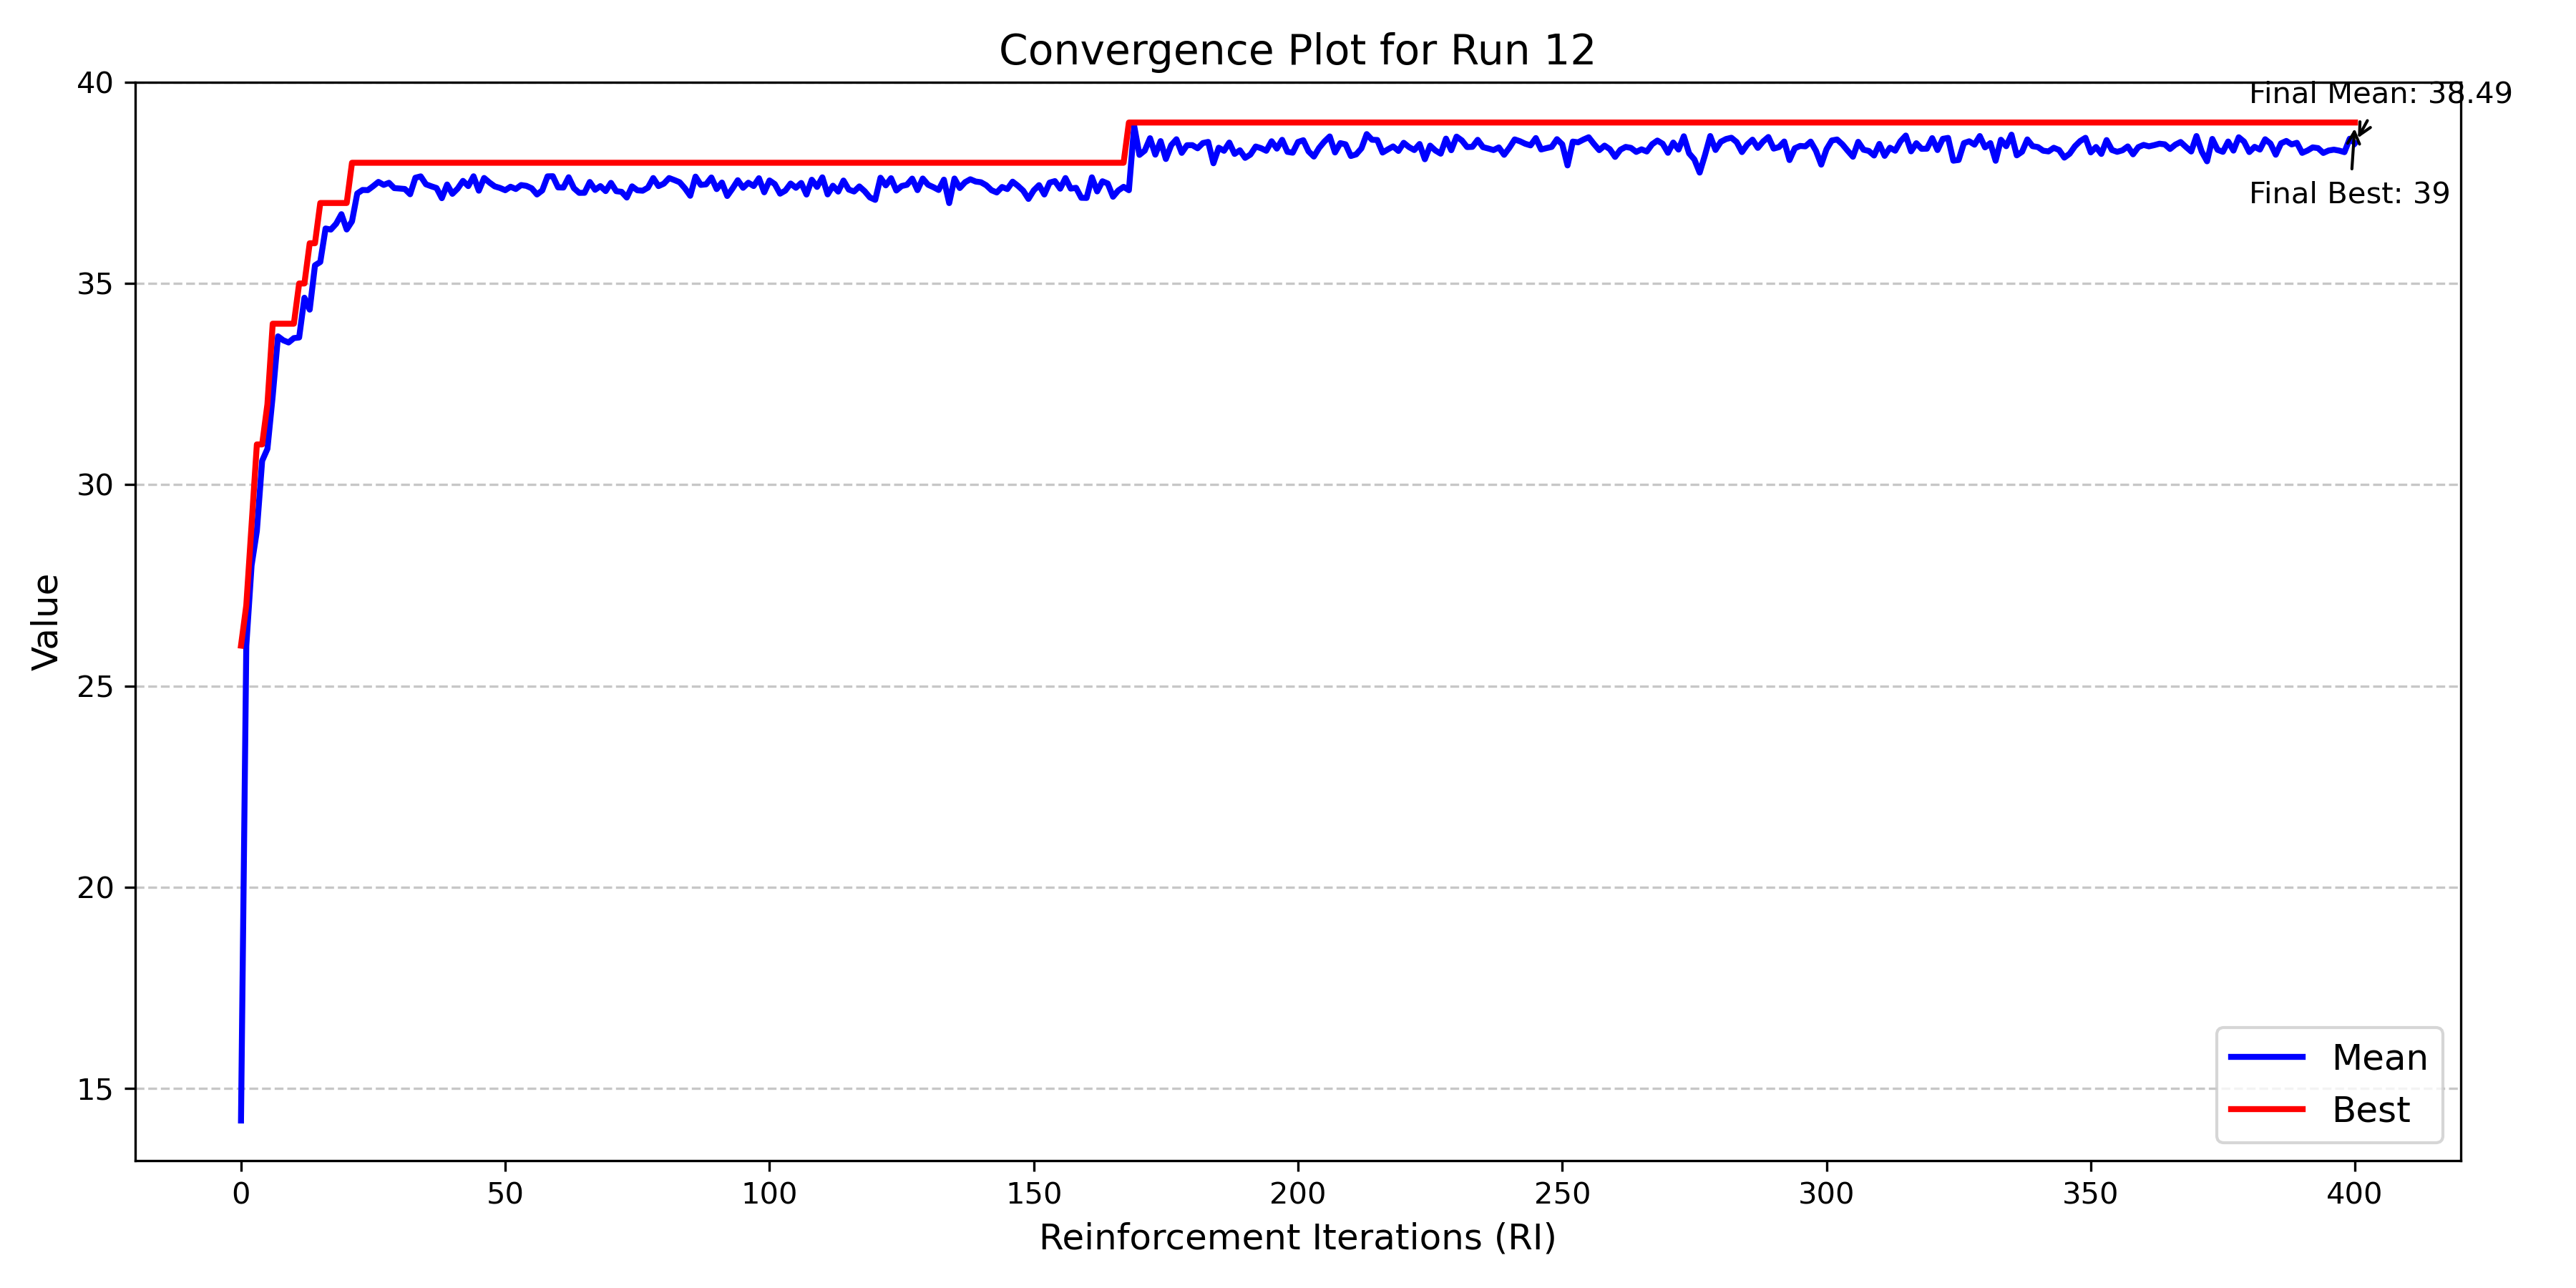 Convergence Plot for Run 12
40
35
30
25
20
15
Value
Final Mean: 38.49
Final Best: 39
Mean
Best
0 50 100 150 200 250 300 350 400
Reinforcement Iterations (RI)